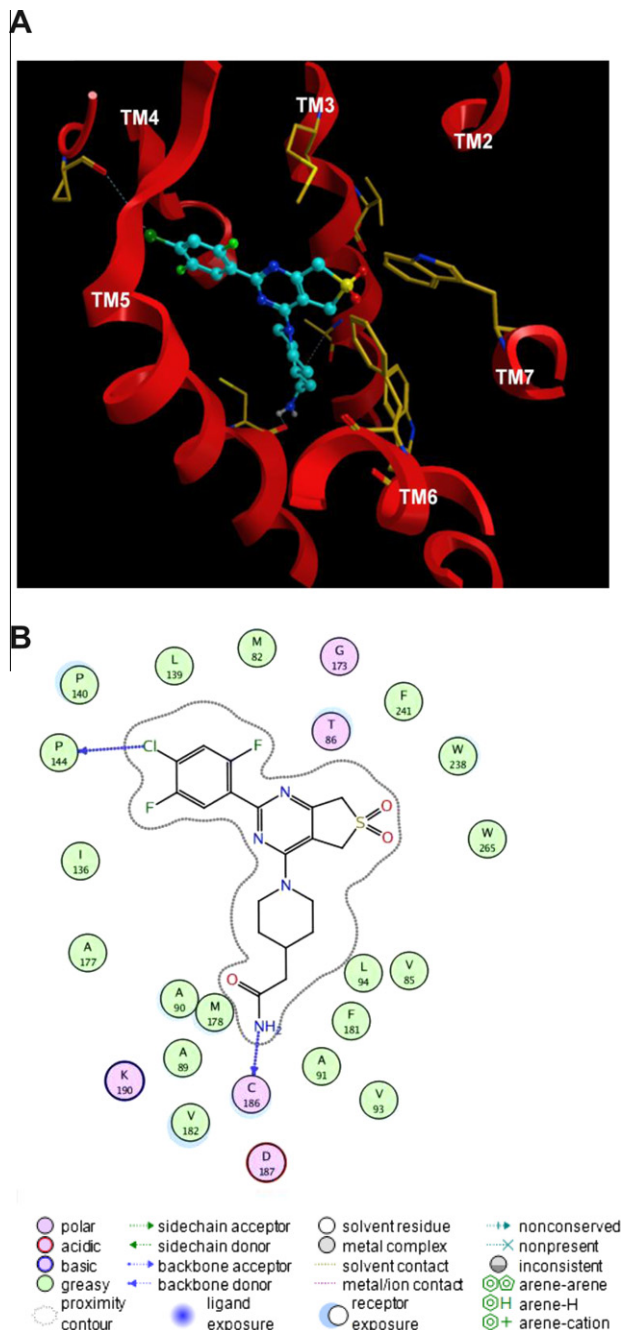 A
TM4
TM3
TM2
TM5
TM7
TM6
B
M
82
G
173
L
139
P
140
F
241
T
86
W
238
P
144
Cl
F
N
O
S
O
W
265
F
N
I
136
N
A
177
L
94
V
85
O
A
90
M
178
F
181
NH2
A
89
A
91
K
190
C
186
V
93
V
182
D
187
polar
sidechain acceptor
solvent residue
nonconserved
acidic
sidechain donor
metal complex
nonpresent
basic
backbone acceptor
solvent contact
inconsistent
greasy
backbone donor
metal/ion contact
arene-arene
proximity
contour
ligand
exposure
receptor
exposure
H arene-H
+ arene-cation